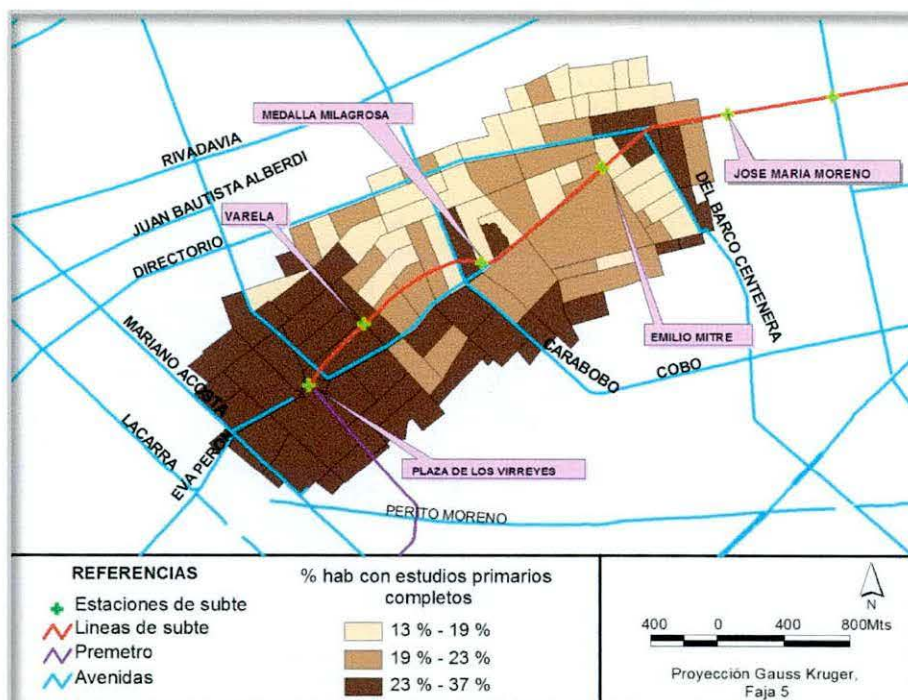 MEDALLA MILAGROSA
RIVADAVIA
JUAN BAUTISTA ALBERDI
JOSE MARIA MORENO
VARELA
DIRECTORIO
DEL BARCO CENTENERA
MARIANO ACOSTA
EMILIO MITRE
CARABOBO
COBO
LACARRA
EVA PERON
PLAZA DE LOS VIRREYES
PERITO MORENO
REFERENCIAS
Estaciones de subte
Lineas de subte
Premetro
Avenidas
% hab con estudios primarios
completos
13 % - 19 %
19 % - 23 %
23 % - 37 %
N
400 0 400 800Mts
Proyección Gauss Kruger,
Faja 5